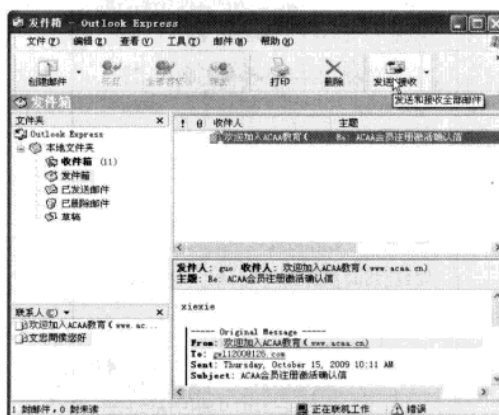 发件箱 - Outlook Express
文件(F) 编辑(E) 查看(V) 工具(T) 邮件(M) 帮助(H)
创建邮件 打印 删除 发送/接收
发送和接收全部邮件
发件箱
文件夹
Outlook Express
本地文件夹
收件箱 (11)
发件箱
已发送邮件
已删除邮件
草稿
! 收件人 主题
欢迎加入ACAA教育( Re: ACAA会员注册激活确认信
发件人: guo 收件人: 欢迎加入ACAA教育(www.acaa.cn)
主题: Re: ACAA会员注册激活确认信
xiexie
----- Original Message -----
From: 欢迎加入ACAA教育(www.acaa.cn)
Sent: Thursday, October 15, 2009 10:11 AM
Subject: ACAA会员注册激活确认信
联系人(C)
欢迎加入ACAA教育(www.ac...
1 封邮件,0 封未读 正在联机工作 错误